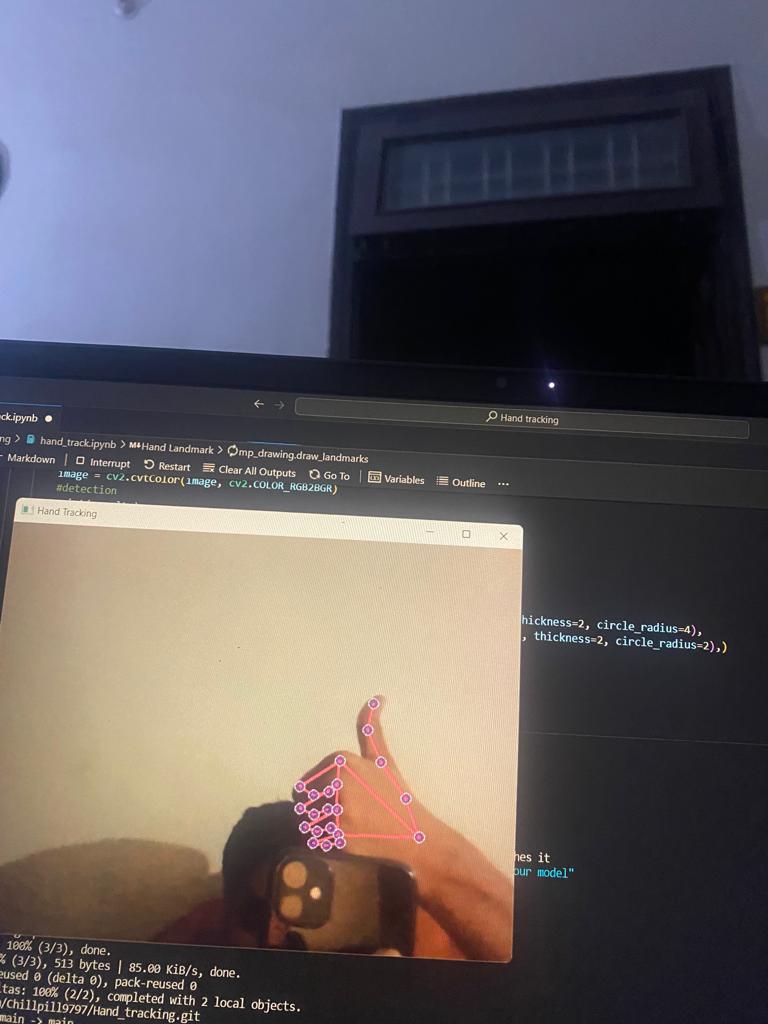 Hand tracking
ck.ipynb
ng > hand_track.ipynb > M↓Hand Landmark > mp_drawing.draw_landmarks
Markdown Interrupt Restart Clear All Outputs Go To Variables Outline ...
image = cv2.cvtColor(image, cv2.COLOR_RGB2BGR)
#detection
Hand Tracking
hickness=2, circle_radius=4),
, thickness=2, circle_radius=2),)
hes it
our model"
100% (3/3), done.
% (3/3), 513 bytes | 85.00 KiB/s, done.
eused 0 (delta 0), pack-reused 0
tas: 100% (2/2), completed with 2 local objects.
/Chillpill9797/Hand_tracking.git
main -> main